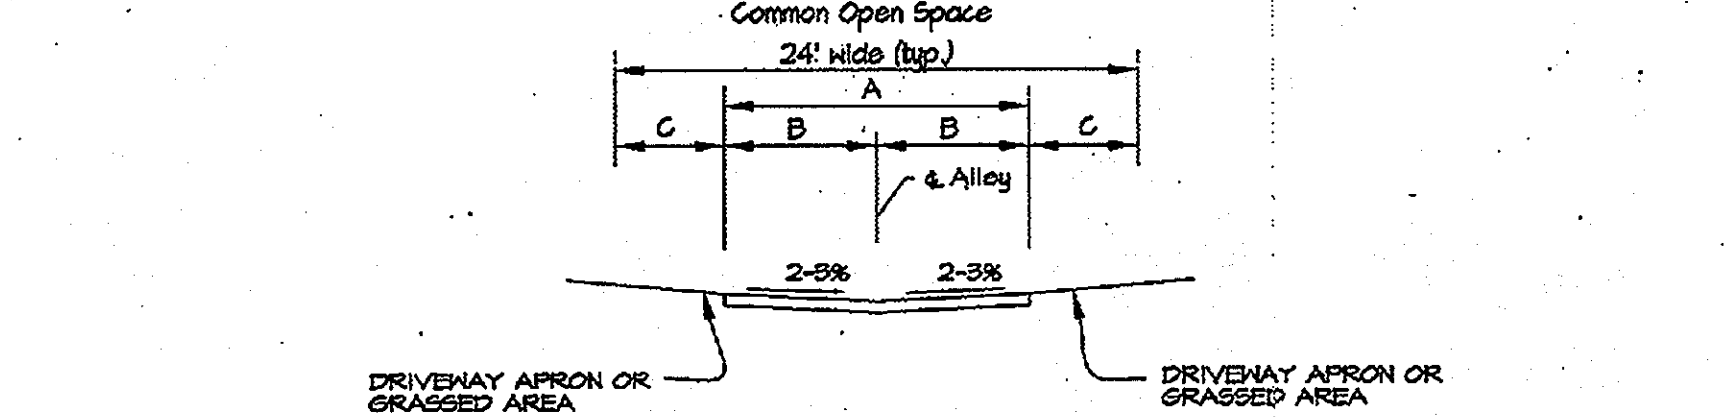 Common Open Space
24' wide (typ.)
A
C B B C
℄ Alley
2-3% 2-3%
DRIVEWAY APRON OR
GRASSED AREA
DRIVEWAY APRON OR
GRASSED AREA